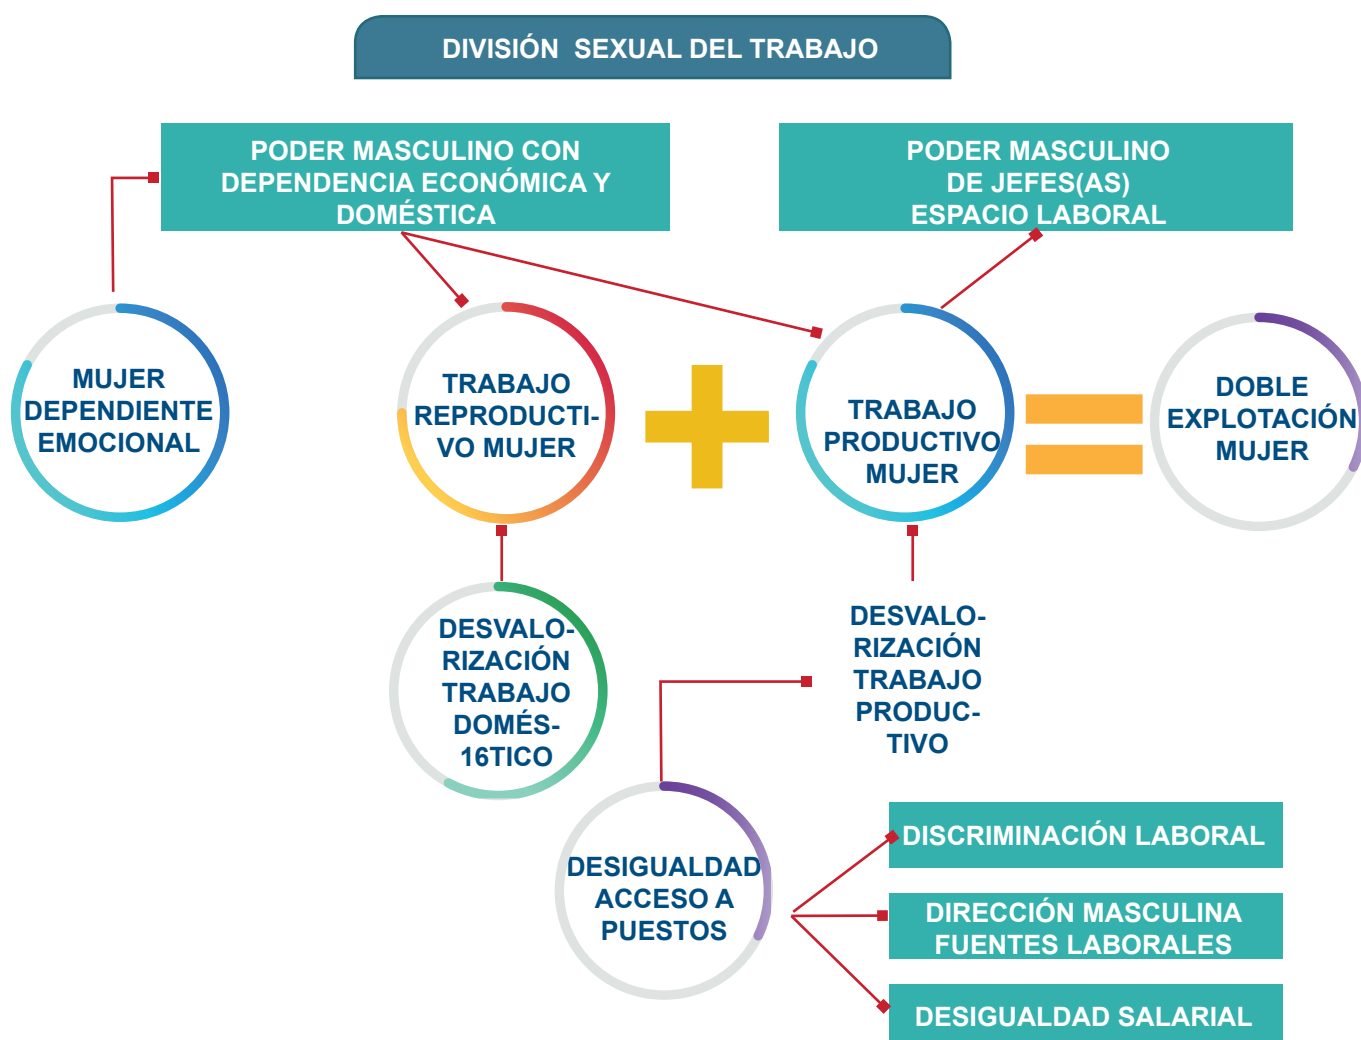 DIVISIÓN SEXUAL DEL TRABAJO
PODER MASCULINO CON
DEPENDENCIA ECONÓMICA Y
DOMÉSTICA
PODER MASCULINO
DE JEFES(AS)
ESPACIO LABORAL
MUJER
DEPENDIENTE
EMOCIONAL
TRABAJO
REPRODUCTI-
VO MUJER
TRABAJO
PRODUCTIVO
MUJER
DOBLE
EXPLOTACIÓN
MUJER
DESVALO-
RIZACIÓN
TRABAJO
DOMÉS-
16TICO
DESVALO-
RIZACIÓN
TRABAJO
PRODUC-
TIVO
DESIGUALDAD
ACCESO A
PUESTOS
DISCRIMINACIÓN LABORAL
DIRECCIÓN MASCULINA
FUENTES LABORALES
DESIGUALDAD SALARIAL